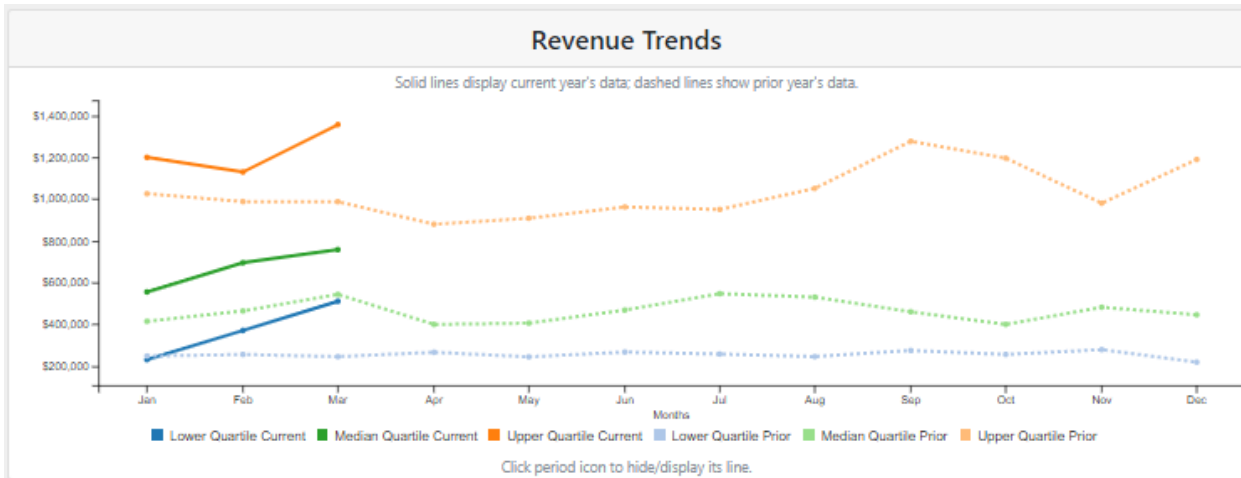 Revenue Trends
Solid lines display current year's data; dashed lines show prior year's data.
$1,400,000
$1,200,000
$1,000,000
$800,000
$600,000
$400,000
$200,000
Jan Feb Mar Apr May Jun Jul Aug Sep Oct Nov Dec
Months
Lower Quartile Current Median Quartile Current Upper Quartile Current Lower Quartile Prior Median Quartile Prior Upper Quartile Prior
Click period icon to hide/display its line.